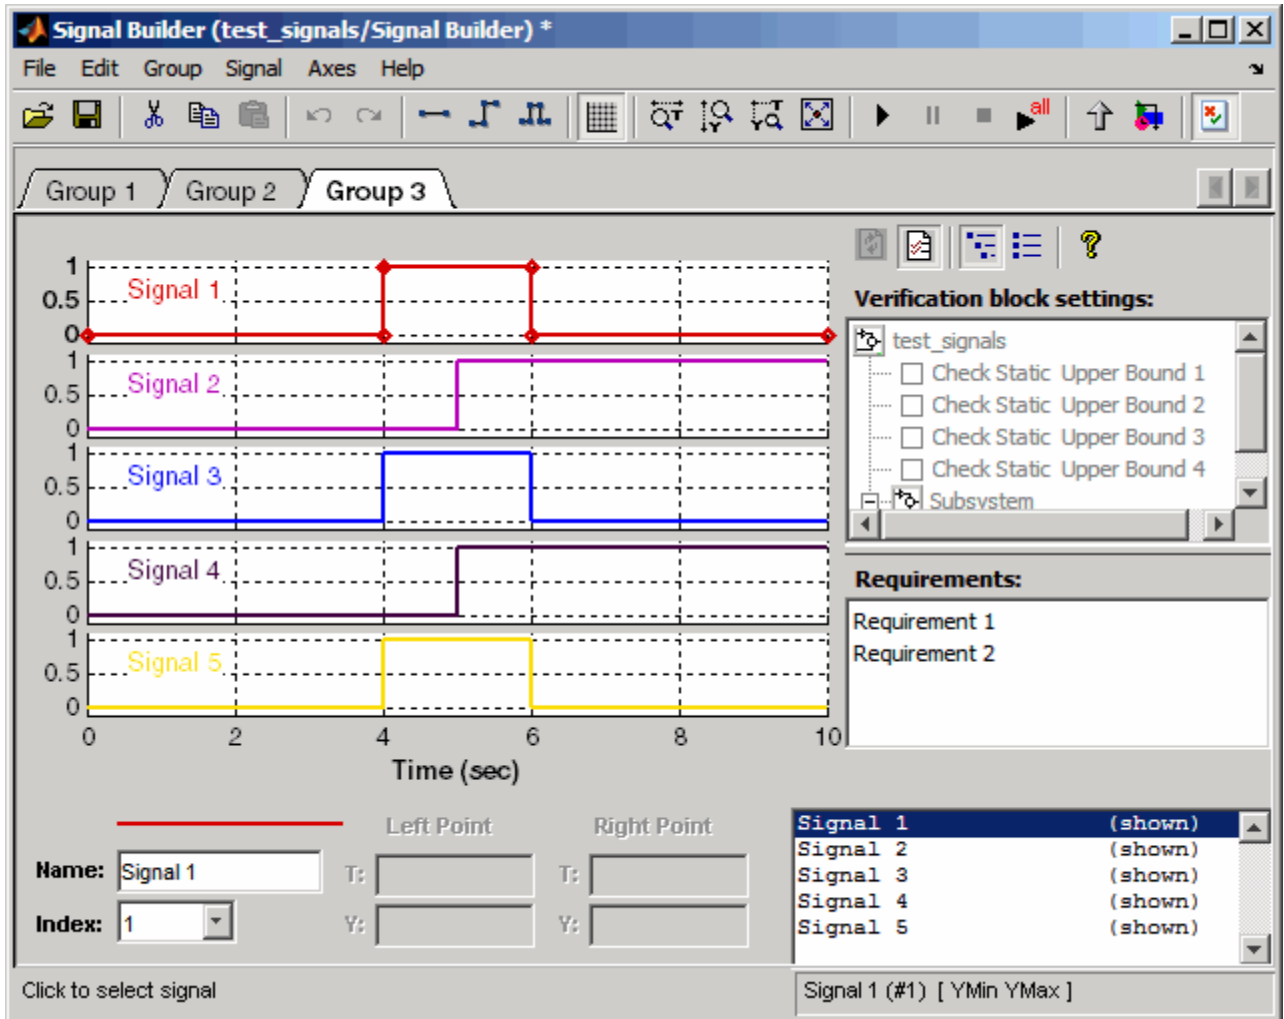 Signal Builder (test_signals/Signal Builder) *
File Edit Group Signal Axes Help
all
Group 1 Group 2 Group 3
1
Signal 1
0.5
0
1
Signal 2
0.5
0
1
Signal 3
0.5
0
1
Signal 4
0.5
0
1
Signal 5
0.5
0
0 2 4 6 8 10
Time (sec)
Verification block settings:
test_signals
Check Static Upper Bound 1
Check Static Upper Bound 2
Check Static Upper Bound 3
Check Static Upper Bound 4
Subsystem
Requirements:
Requirement 1
Requirement 2
Left Point Right Point
Name: Signal 1 T: T:
Index: 1 Y: Y:
Signal 1 (shown)
Signal 2 (shown)
Signal 3 (shown)
Signal 4 (shown)
Signal 5 (shown)
Click to select signal
Signal 1 (#1) [ YMin YMax ]